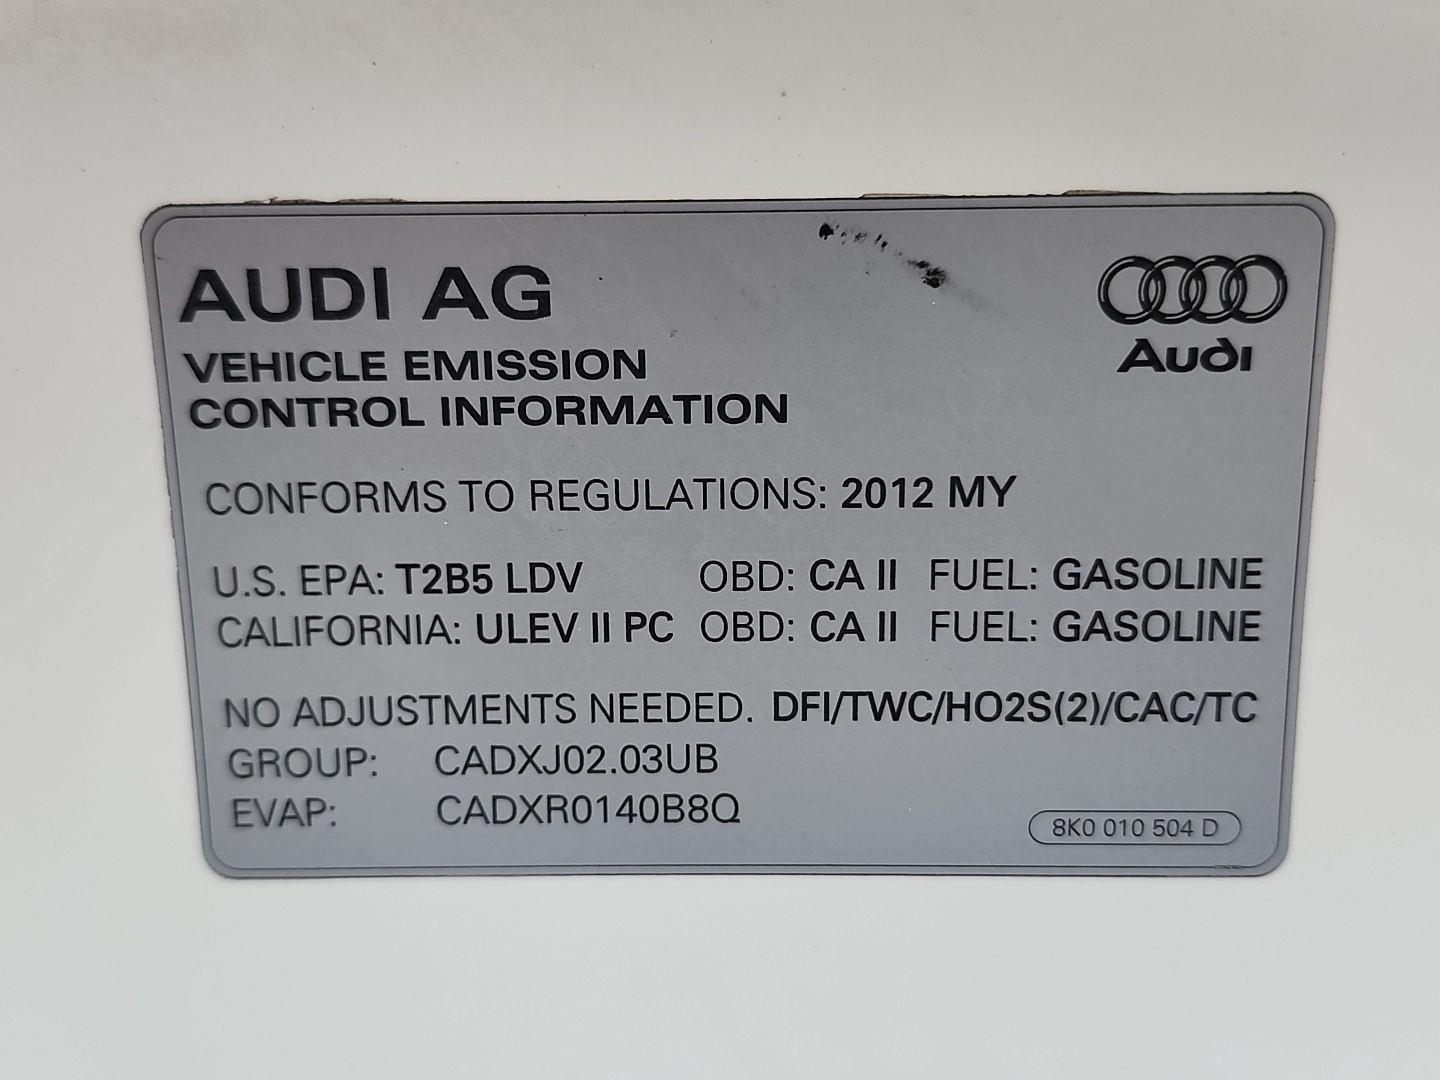 AUDI AG
Audi
VEHICLE EMISSION
CONTROL INFORMATION
CONFORMS TO REGULATIONS: 2012 MY
U.S. EPA: T2B5 LDV OBD: CA II FUEL: GASOLINE
CALIFORNIA: ULEV II PC OBD: CA II FUEL: GASOLINE
NO ADJUSTMENTS NEEDED. DFI/TWC/HO2S(2)/CAC/TC
GROUP: CADXJ02.03UB
EVAP: CADXR0140B8Q
8K0 010 504 D